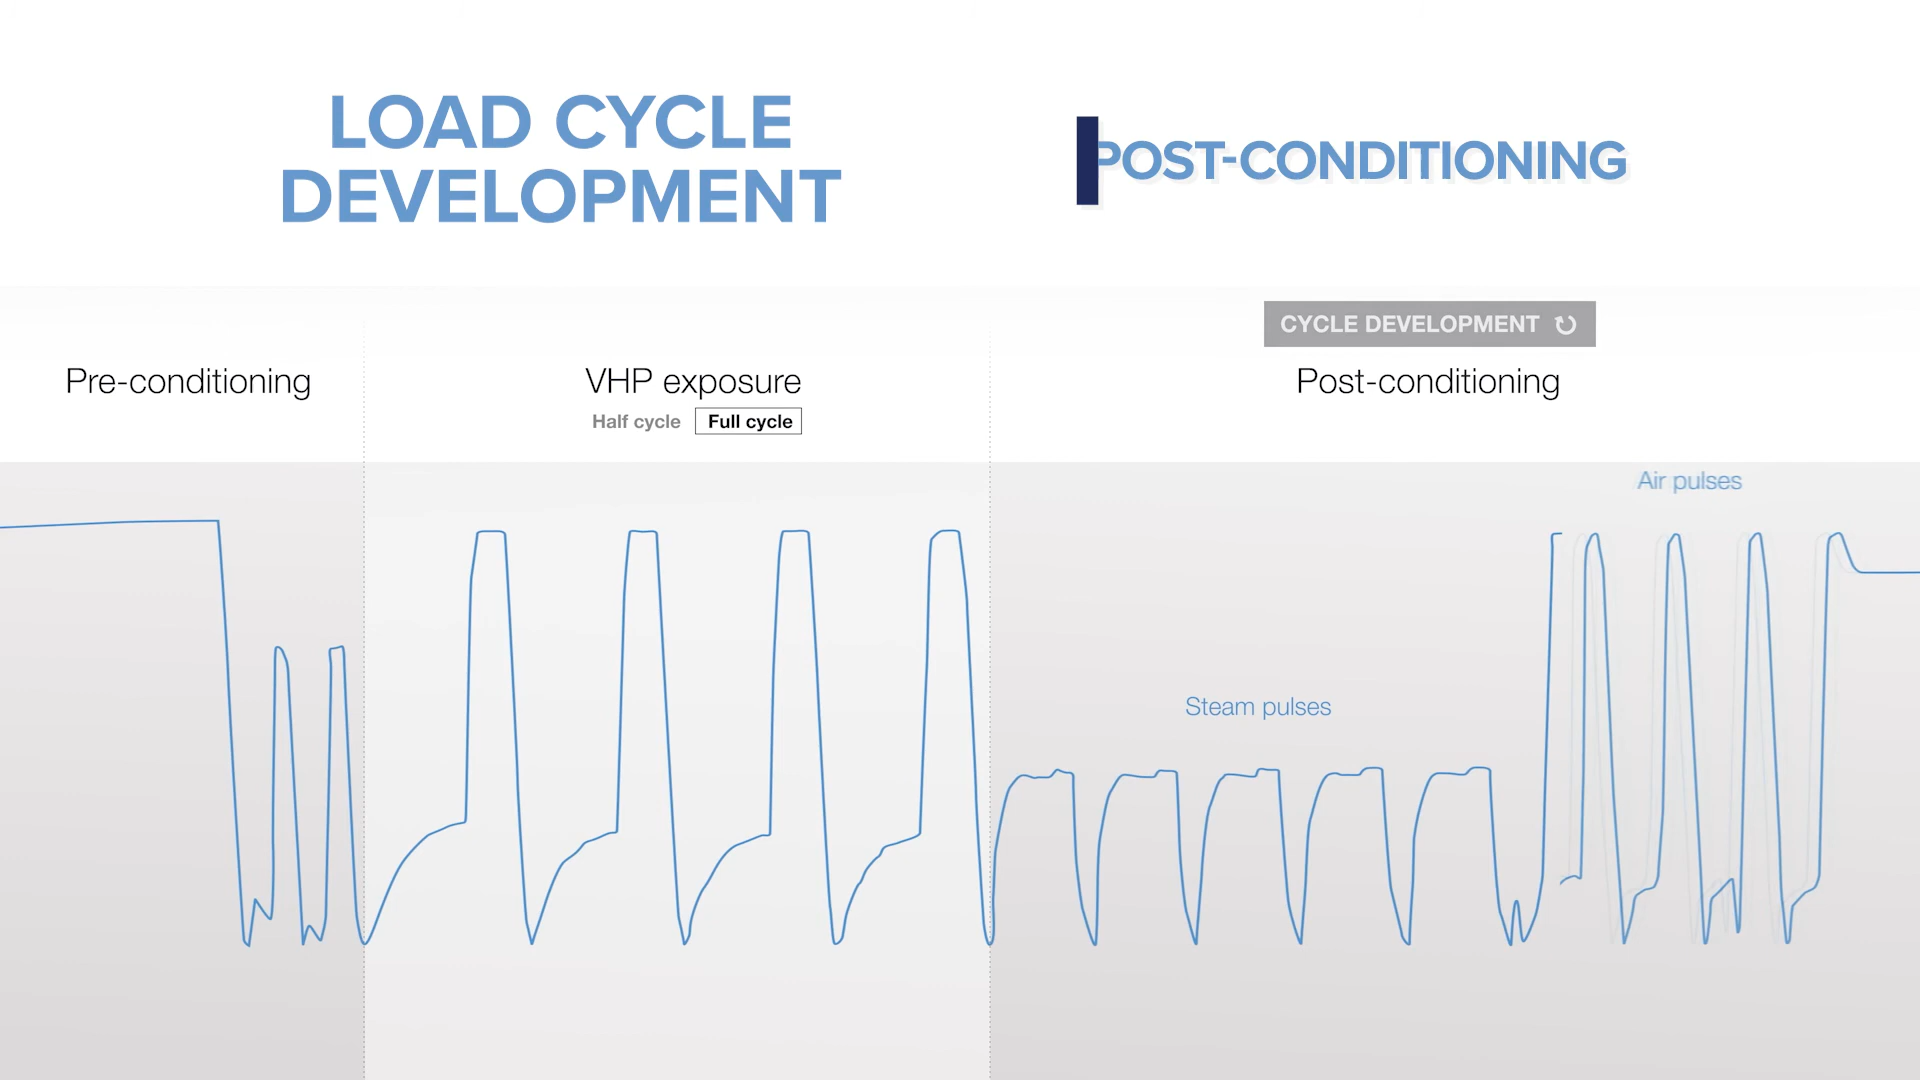 LOAD CYCLE
DEVELOPMENT
POST-CONDITIONING
CYCLE DEVELOPMENT
Pre-conditioning
VHP exposure
Post-conditioning
Half cycle
Full cycle
Air pulses
Steam pulses